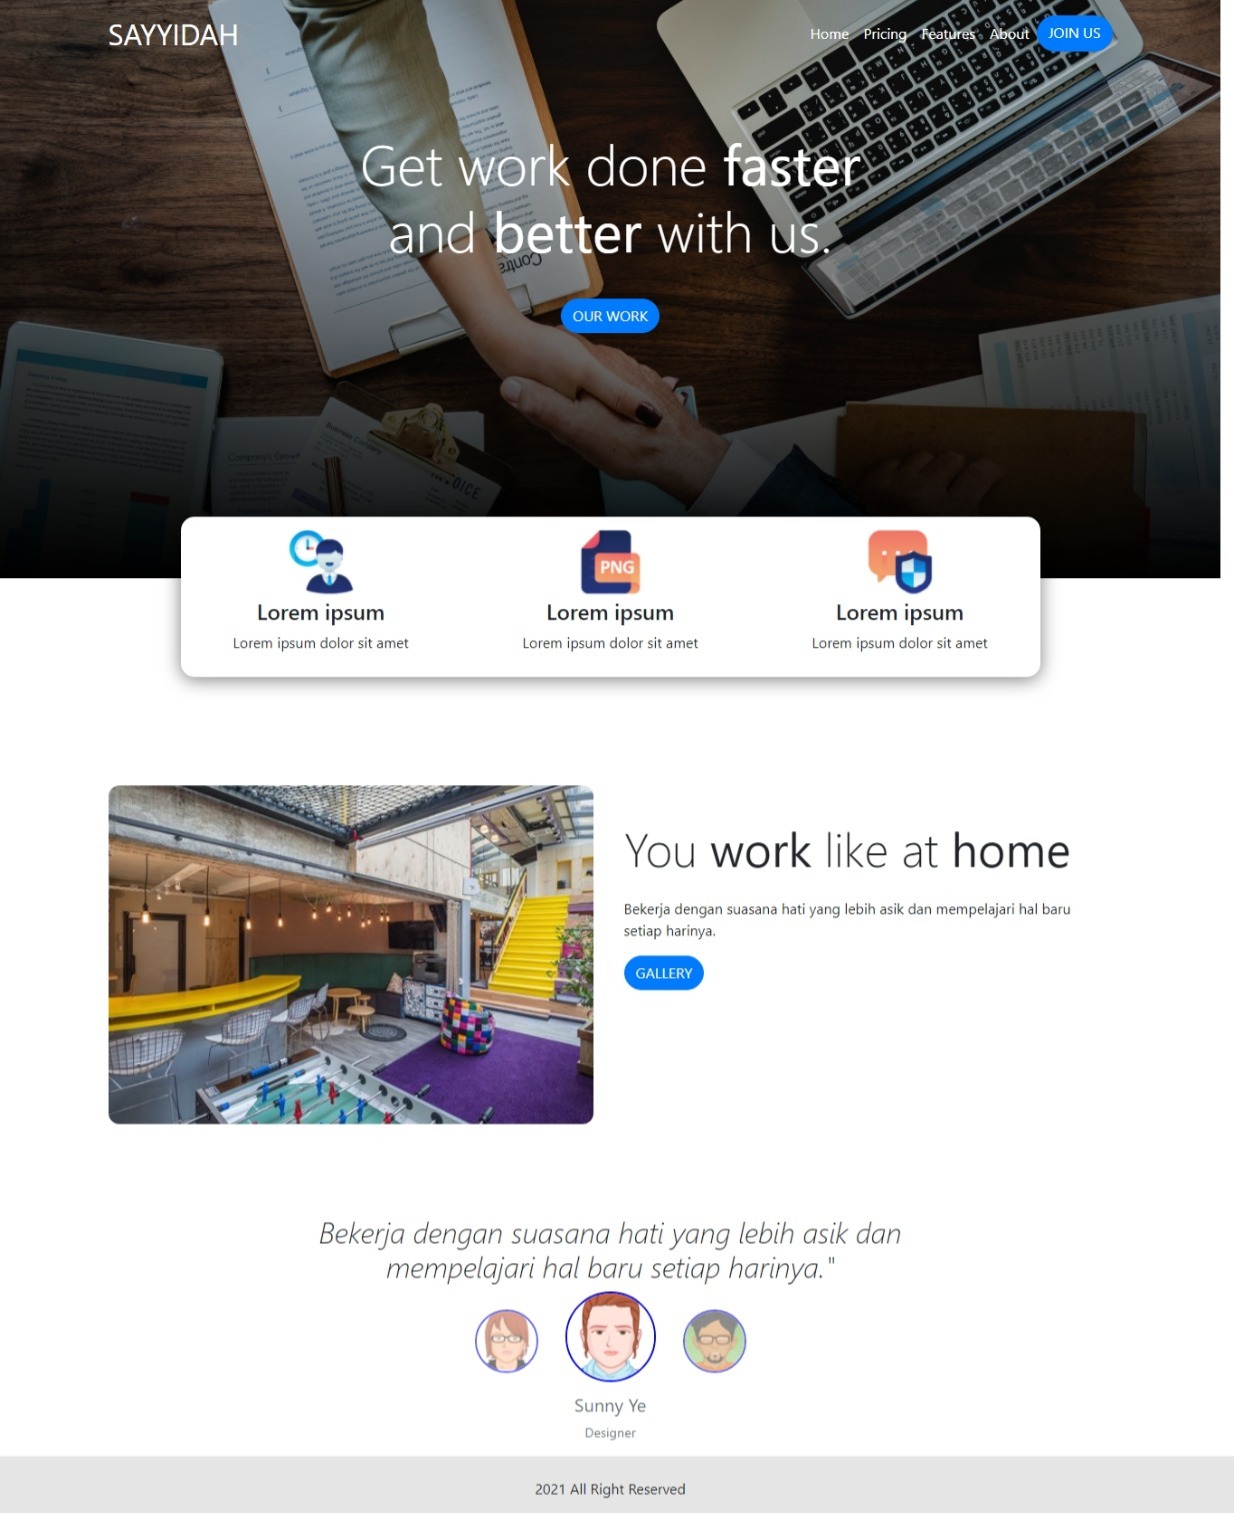 SAYYIDAH
Home Pricing Features About JOIN US
Get work done faster
and better with us.
OUR WORK
Business Company
INVOICE
PNG
Lorem ipsum
Lorem ipsum dolor sit amet
Lorem ipsum
Lorem ipsum dolor sit amet
Lorem ipsum
Lorem ipsum dolor sit amet
You work like at home
Bekerja dengan suasana hati yang lebih asik dan mempelajari hal baru
setiap harinya.
GALLERY
Bekerja dengan suasana hati yang lebih asik dan
mempelajari hal baru setiap harinya."
Sunny Ye
Designer
2021 All Right Reserved